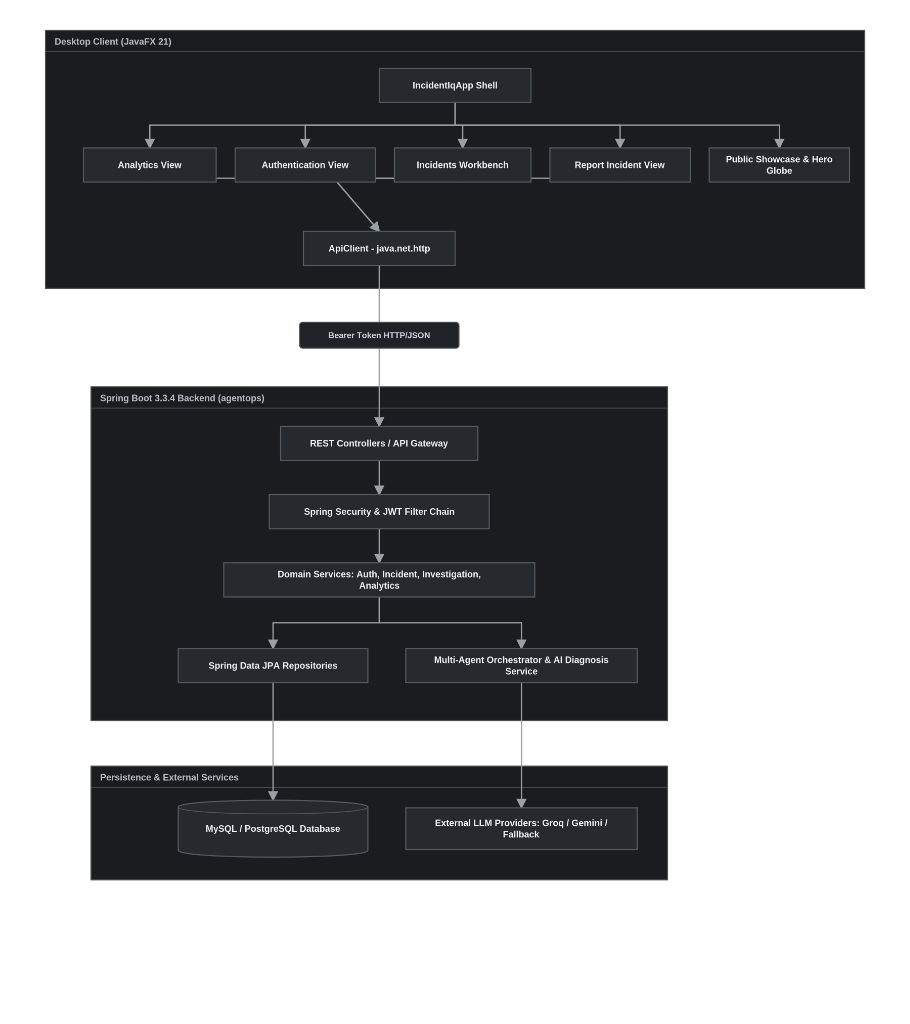 Desktop Client (JavaFX 21)
IncidentIqApp Shell
Analytics View
Authentication View
Incidents Workbench
Report Incident View
Public Showcase & Hero
Globe
ApiClient - java.net.http
Bearer Token HTTP/JSON
Spring Boot 3.3.4 Backend (agentops)
REST Controllers / API Gateway
Spring Security & JWT Filter Chain
Domain Services: Auth, Incident, Investigation,
Analytics
Spring Data JPA Repositories
Multi-Agent Orchestrator & AI Diagnosis
Service
Persistence & External Services
MySQL / PostgreSQL Database
External LLM Providers: Groq / Gemini /
Fallback